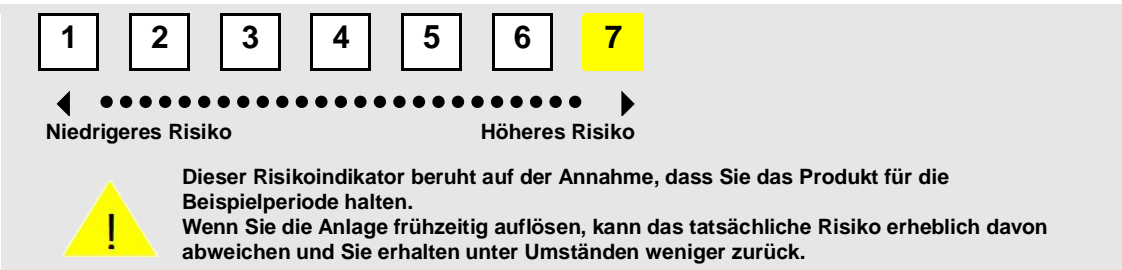 1 2 3 4 5 6 7
Niedrigeres Risiko Höheres Risiko
Dieser Risikoindikator beruht auf der Annahme, dass Sie das Produkt für die
Beispielperiode halten.
Wenn Sie die Anlage frühzeitig auflösen, kann das tatsächliche Risiko erheblich davon
abweichen und Sie erhalten unter Umständen weniger zurück.
!